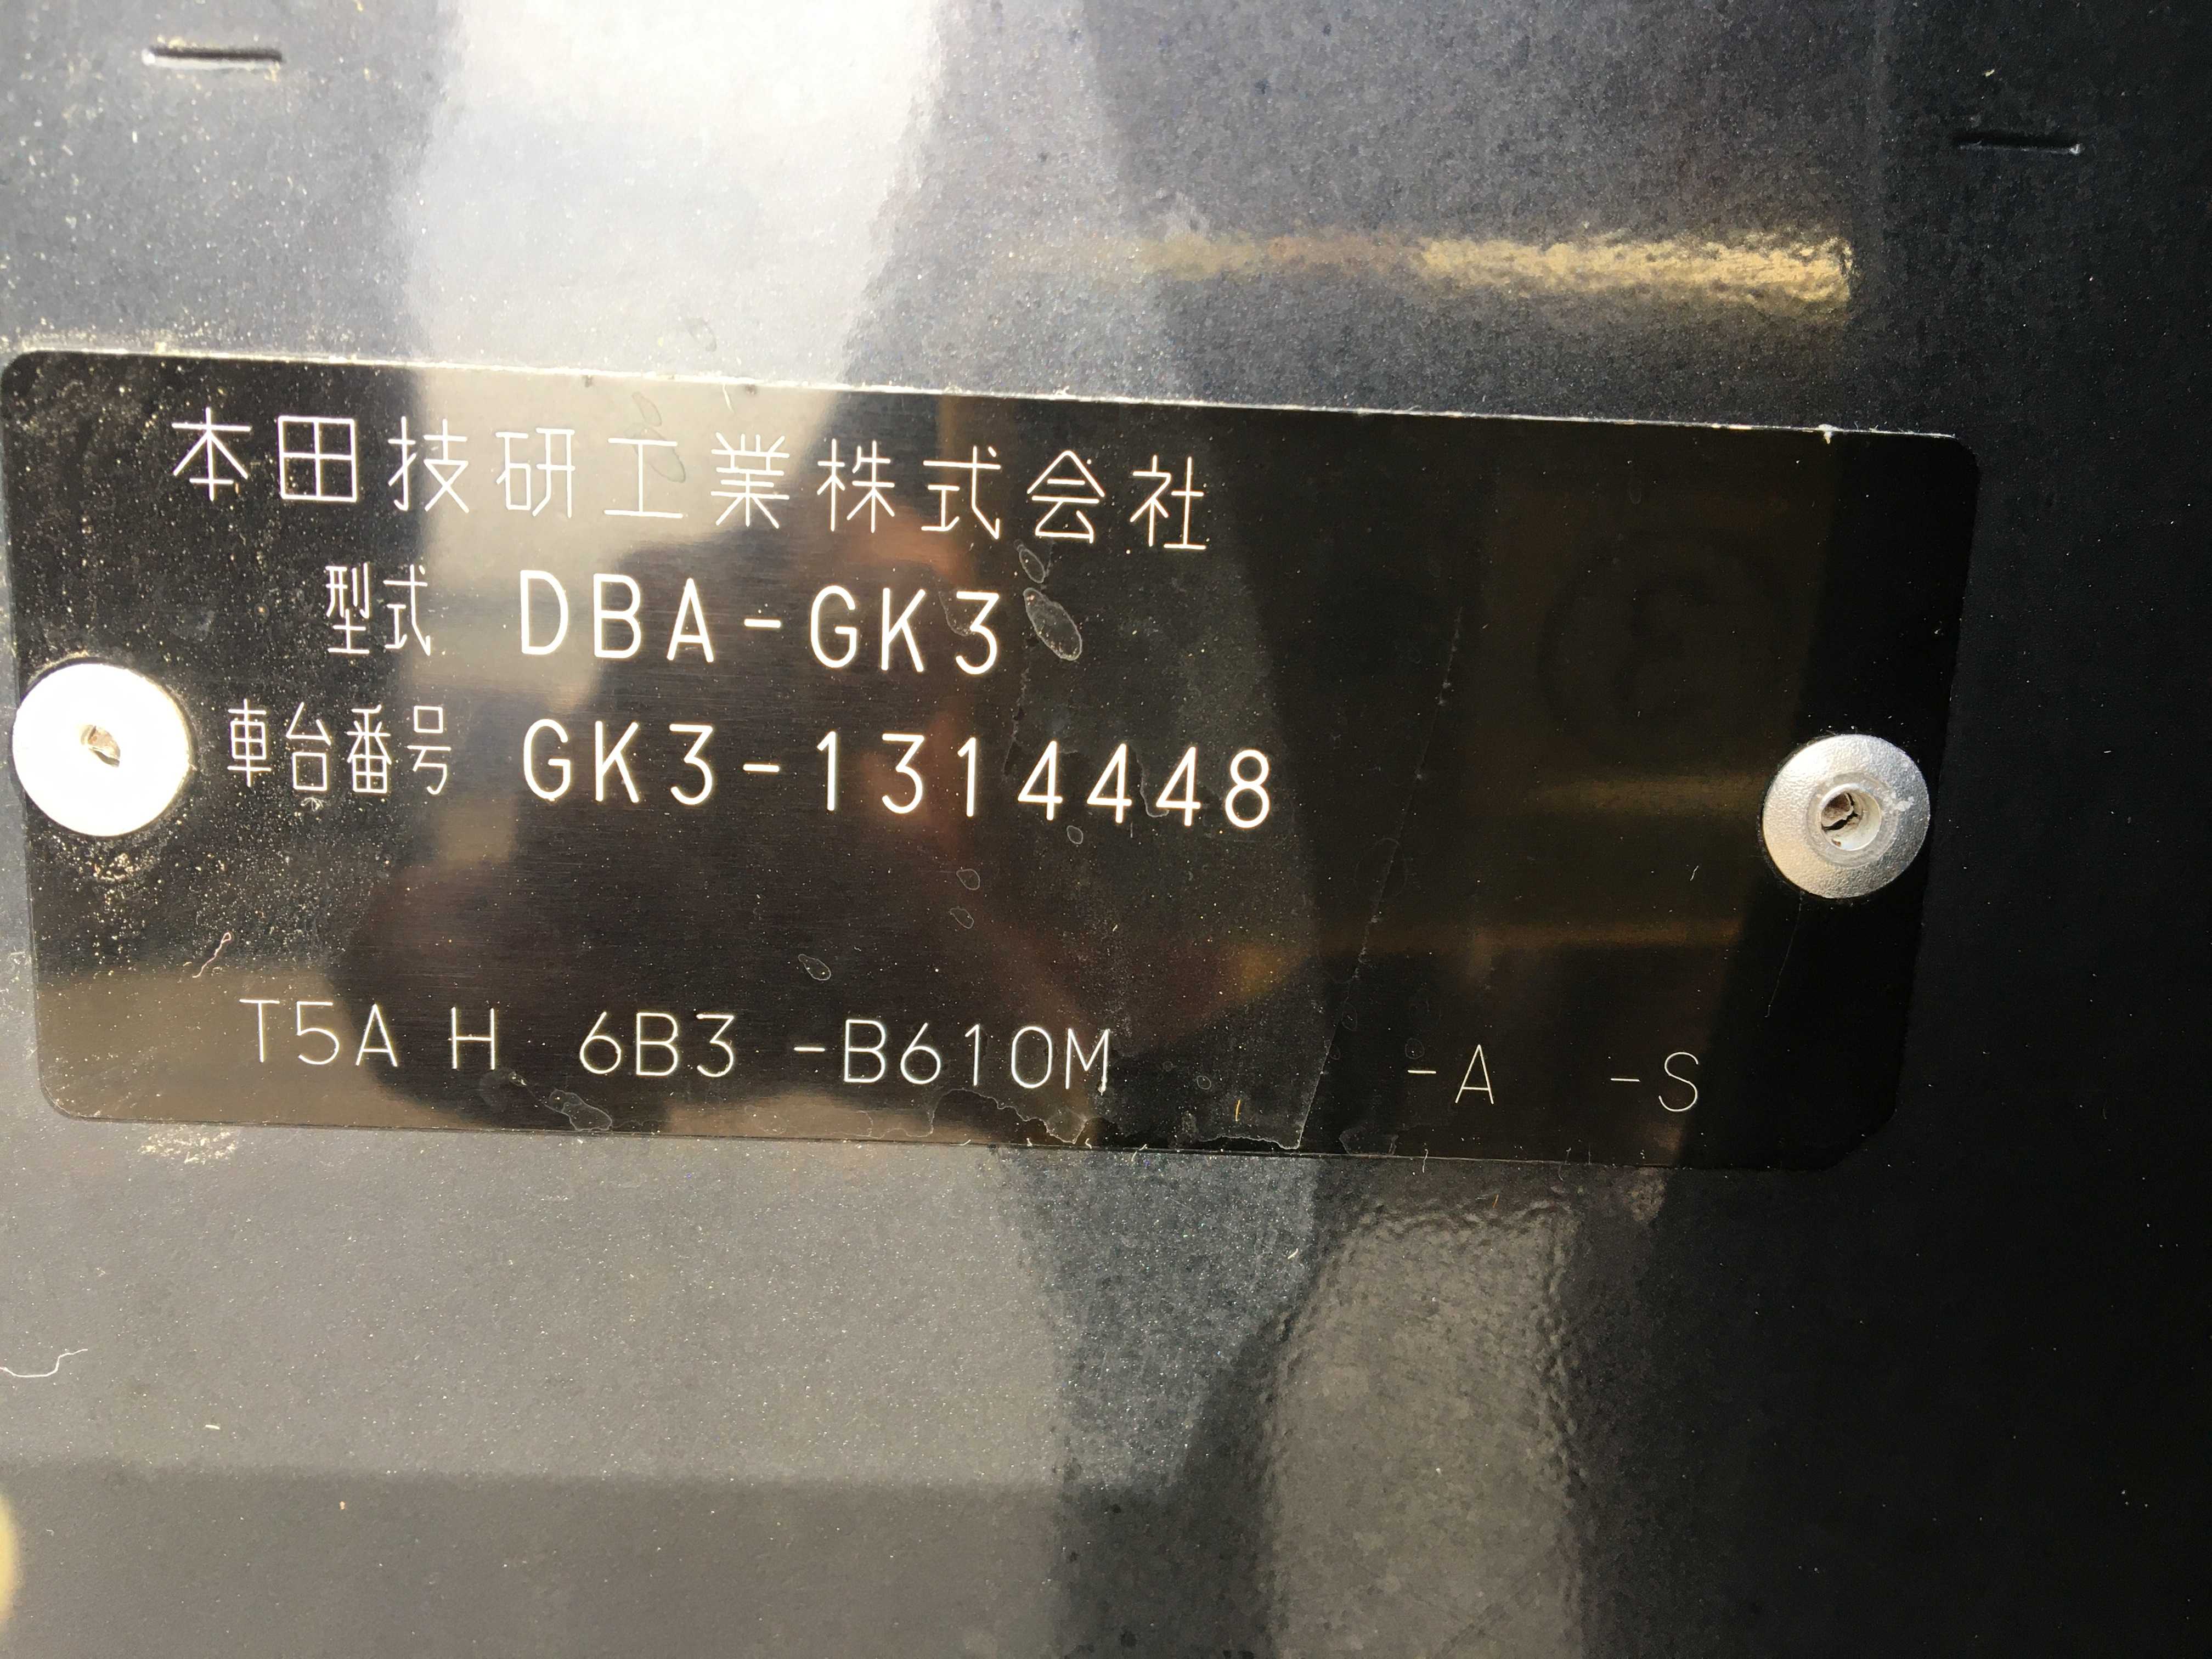 本田技研工業株式会社
型式 DBA-GK3
車台番号 GK3-1314448
T5A H 6B3 -B610M -A -S